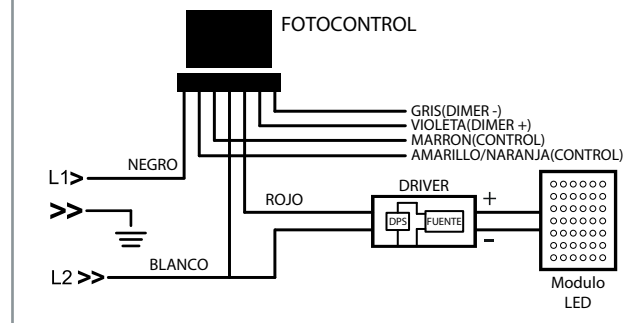 FOTOCONTROL
GRIS(DIMER -)
VIOLETA(DIMER +)
MARRON(CONTROL)
AMARILLO/NARANJA(CONTROL)
NEGRO
L1>
>>
DRIVER
ROJO
DPS
FUENTE
+
-
BLANCO
L2 >>
Modulo
LED